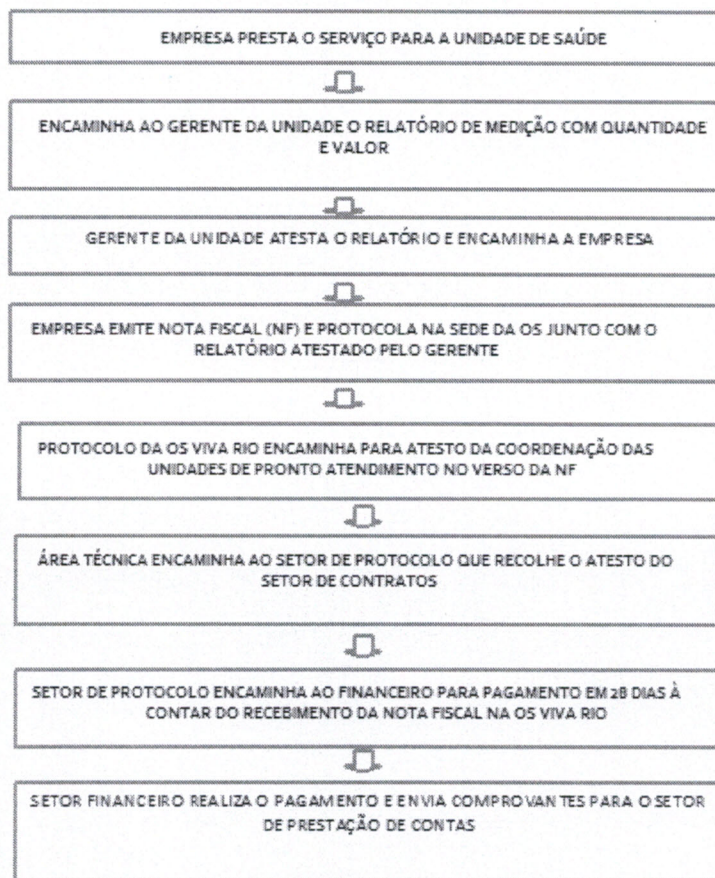 EMPRESA PRESTA O SERVIÇO PARA A UNIDADE DE SAÚDE
ENCAMINHA AO GERENTE DA UNIDADE O RELATÓRIO DE MEDIÇÃO COM QUANTIDADE
E VALOR
GERENTE DA UNIDADE ATESTA O RELATÓRIO E ENCAMINHA A EMPRESA
EMPRESA EMITE NOTA FISCAL (NF) E PROTOCOLA NA SEDE DA OS JUNTO COM O
RELATÓRIO ATESTADO PELO GERENTE
PROTOCOLO DA OS VIVA RIO ENCAMINHA PARA ATESTO DA COORDENAÇÃO DAS
UNIDADES DE PRONTO ATENDIMENTO NO VERSO DA NF
ÁREA TÉCNICA ENCAMINHA AO SETOR DE PROTOCOLO QUE RECOLHE O ATESTO DO
SETOR DE CONTRATOS
SETOR DE PROTOCOLO ENCAMINHA AO FINANCEIRO PARA PAGAMENTO EM 28 DIAS À
CONTAR DO RECEBIMENTO DA NOTA FISCAL NA OS VIVA RIO
SETOR FINANCEIRO REALIZA O PAGAMENTO E ENVIA COMPROVANTES PARA O SETOR
DE PRESTAÇÃO DE CONTAS